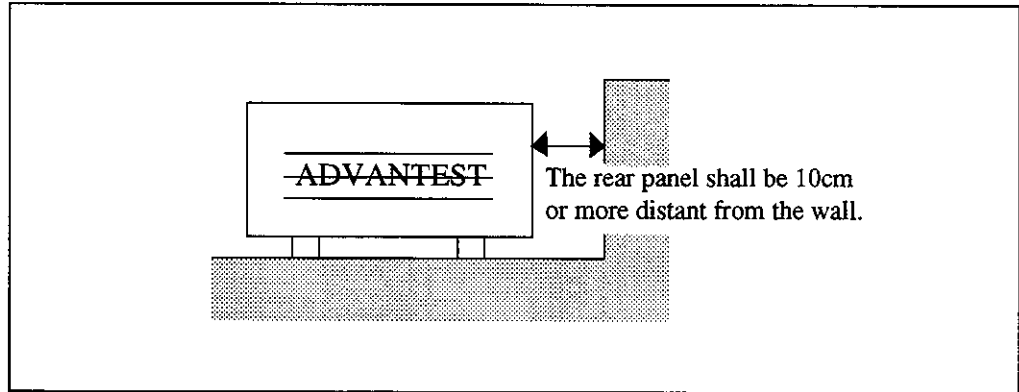 ADVANTEST
The rear panel shall be 10cm
or more distant from the wall.